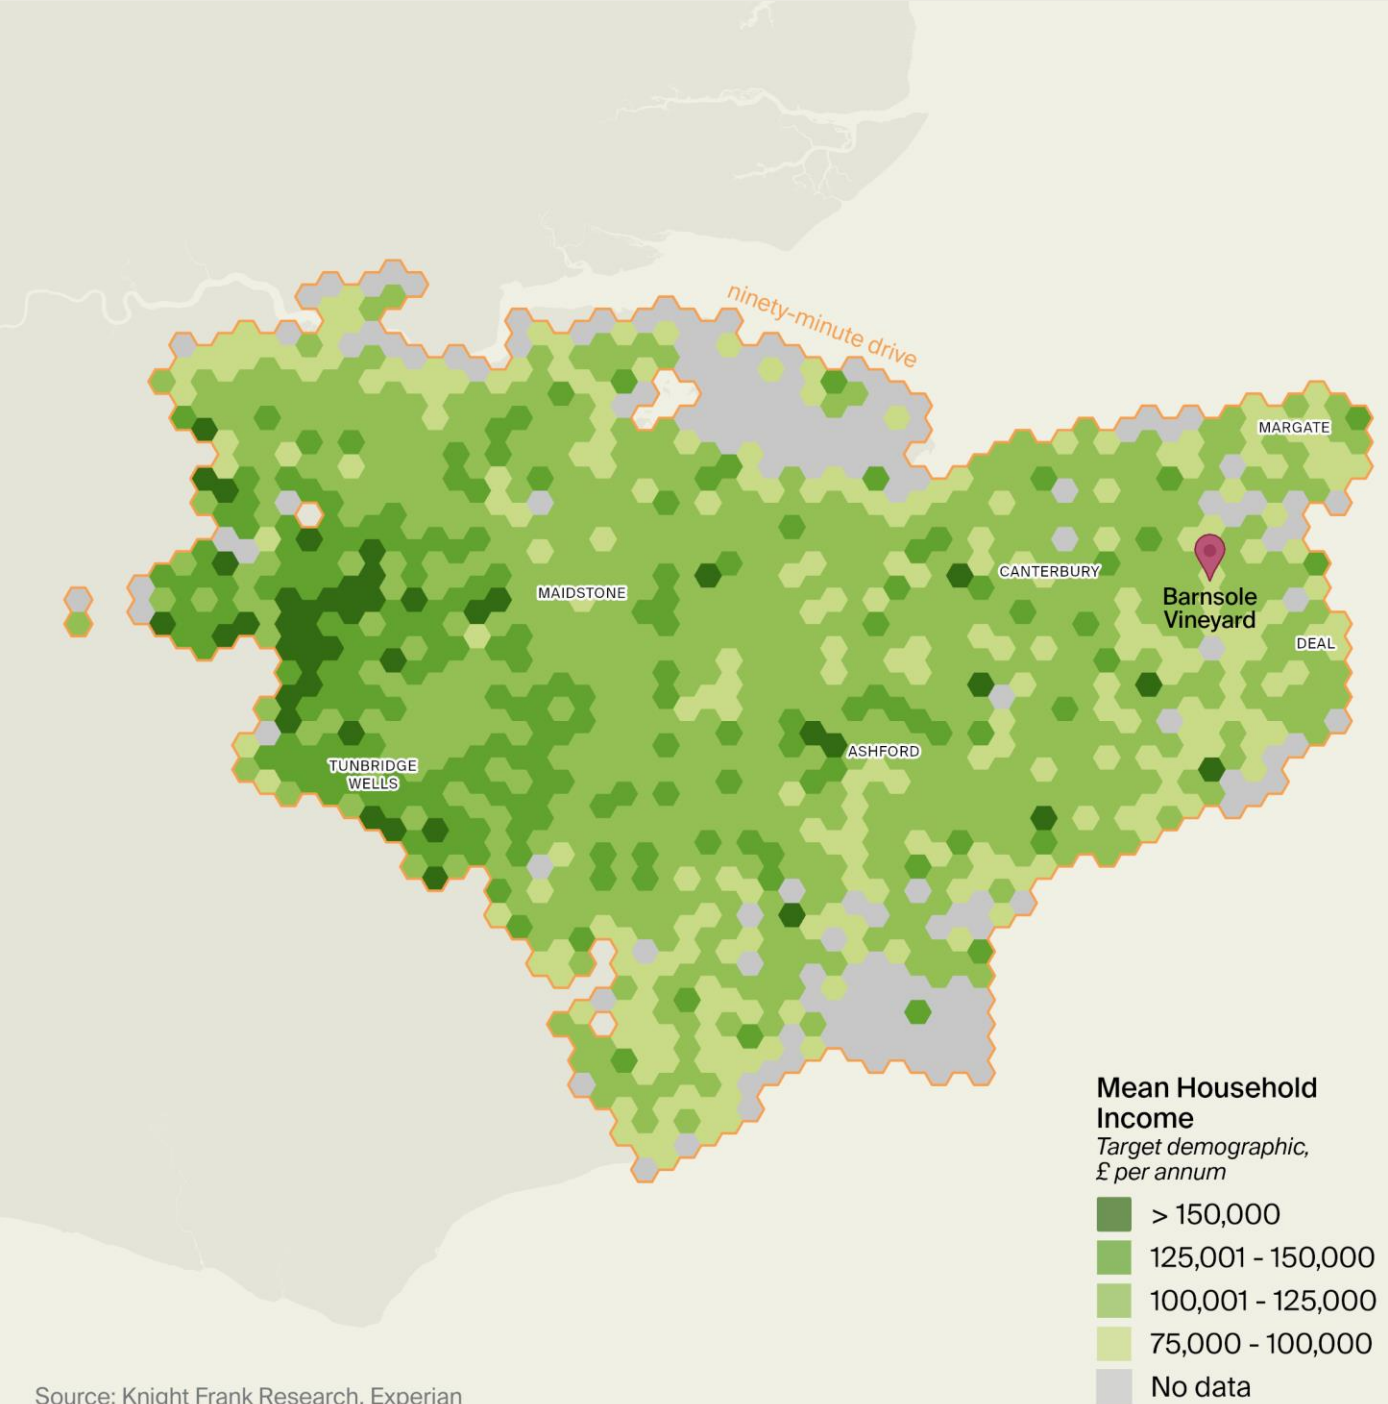 ninety-minute drive
MARGATE
CANTERBURY
MAIDSTONE
Barnsole
Vineyard
DEAL
ASHFORD
TUNBRIDGE
WELLS
Mean Household
Income
Target demographic,
£ per annum
> 150,000
125,001 - 150,000
100,001 - 125,000
75,000 - 100,000
No data
Source: Knight Frank Research, Experian